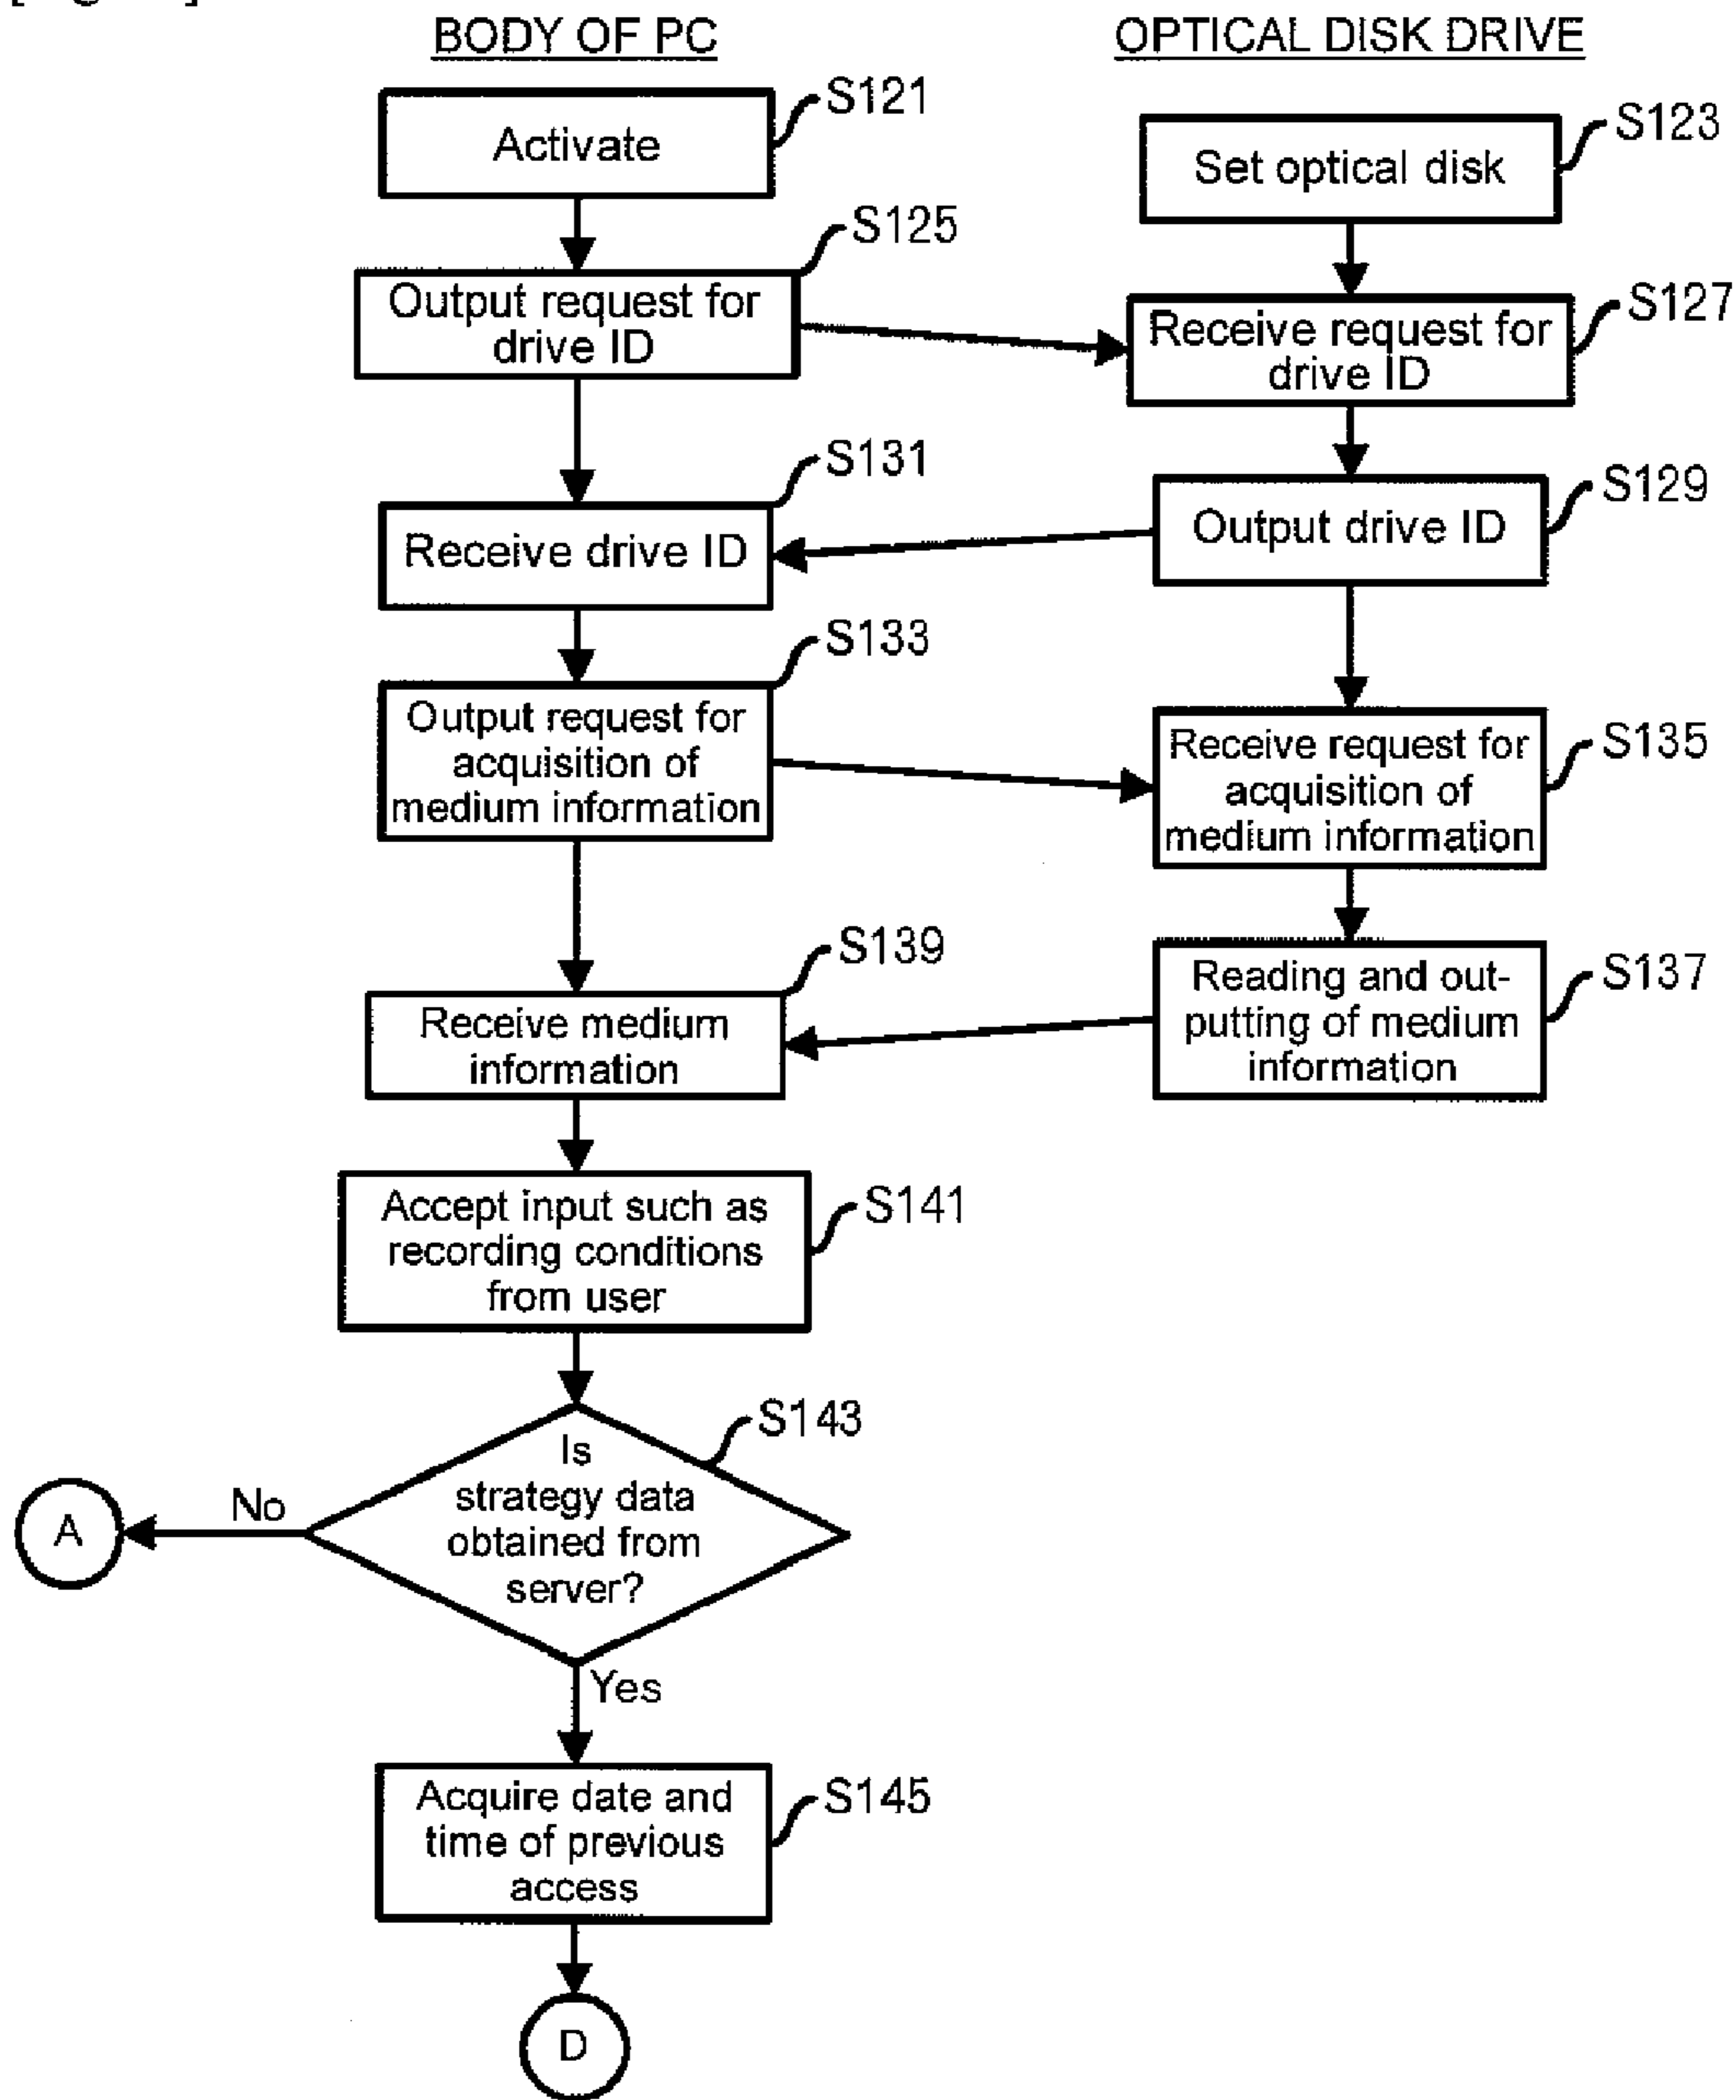 BODY OF PC
OPTICAL DISK DRIVE
S121
Activate
S123
Set optical disk
S125
Output request for
drive ID
S127
Receive request for
drive ID
S131
Receive drive ID
S129
Output drive ID
S133
Output request for
acquisition of
medium information
S135
Receive request for
acquisition of
medium information
S139
Receive medium
information
S137
Reading and out-
putting of medium
information
S141
Accept input such as
recording conditions
from user
S143
Is
strategy data
obtained from
server?
No
A
Yes
S145
Acquire date and
time of previous
access
D